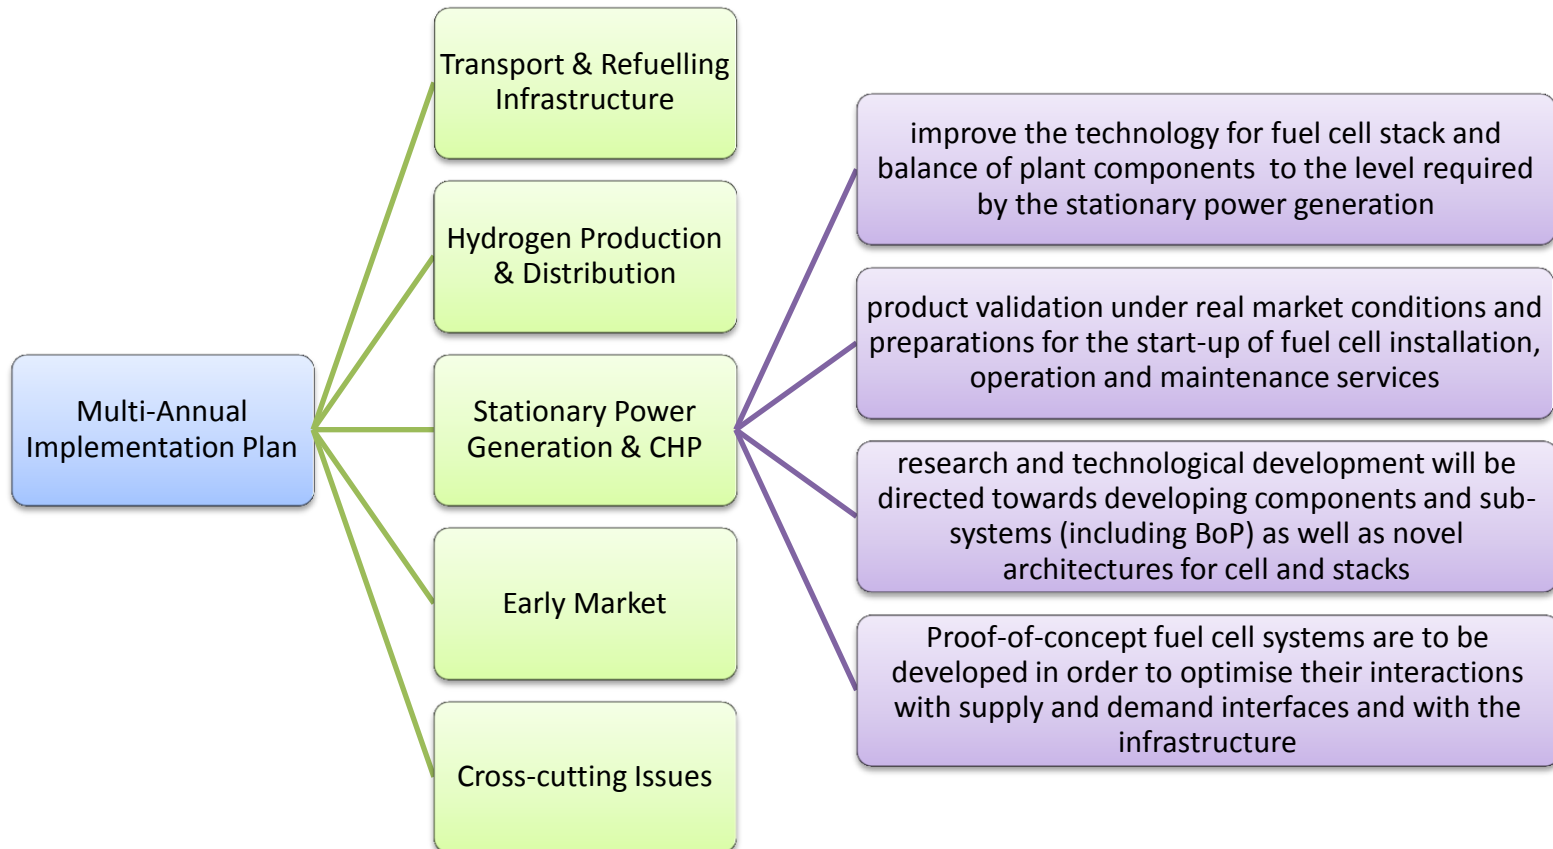 Multi-Annual
Implementation Plan
Transport & Refuelling
Infrastructure
Hydrogen Production
& Distribution
Stationary Power
Generation & CHP
Early Market
Cross-cutting Issues
improve the technology for fuel cell stack and
balance of plant components to the level required
by the stationary power generation
product validation under real market conditions and
preparations for the start-up of fuel cell installation,
operation and maintenance services
research and technological development will be
directed towards developing components and sub-
systems (including BoP) as well as novel
architectures for cell and stacks
Proof-of-concept fuel cell systems are to be
developed in order to optimise their interactions
with supply and demand interfaces and with the
infrastructure